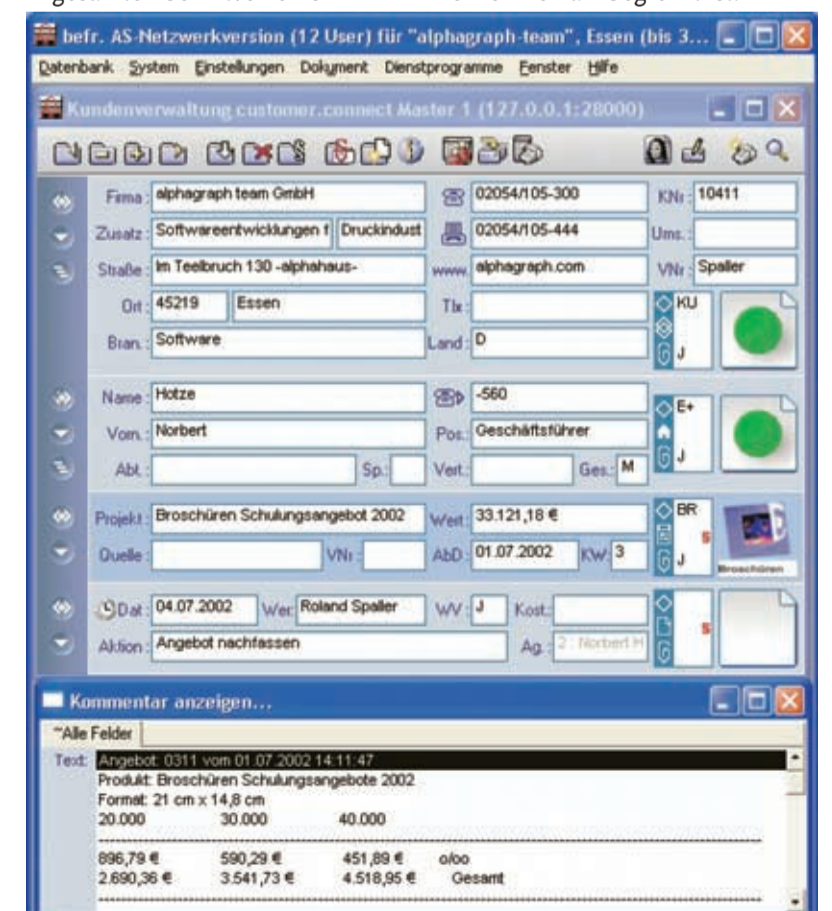 befr. AS-Netzwerkversion (12 User) für "alphagraph-team", Essen (bis 3...
Datenbank System Einstellungen Dokument Dienstprogramme Fenster Hilfe
Kundenverwaltung customer.connect Master 1 (127.0.0.1:28000)
Firma : alphagraph team GmbH 02054/105-300 KNr : 10411
Zusatz : Softwareentwicklungen f Druckindust 02054/105-444 Ums. :
Straße : Im Teelbruch 130 -alphahaus- www. alphagraph.com VNr : Spaller
Ort : 45219 Essen Tlx : KU
Bran. : Software Land : D J
Name : Hotze -560 E+
Vorn. : Norbert Pos.: Geschäftsführer
Abt. : Sp.: Vert.: Ges.: M J
Projekt : Broschüren Schulungsangebot 2002 Wert: 33.121,18 € BR
Quelle : VNr : AbD : 01.07.2002 KW: 3 J S Broschüren
Dat : 04.07.2002 Wer: Roland Spaller WV : J Kost.:
Aktion : Angebot nachfassen Ag. : 2 : Norbert H S
Kommentar anzeigen...
~Alle Felder
Text: Angebot: 0311 vom 01.07.2002 14:11:47
Produkt: Broschüren Schulungsangebote 2002
Format: 21 cm x 14,8 cm
20.000 30.000 40.000
896,79 € 590,29 € 451,89 € o/oo
2.690,36 € 3.541,73 € 4.518,95 € Gesamt